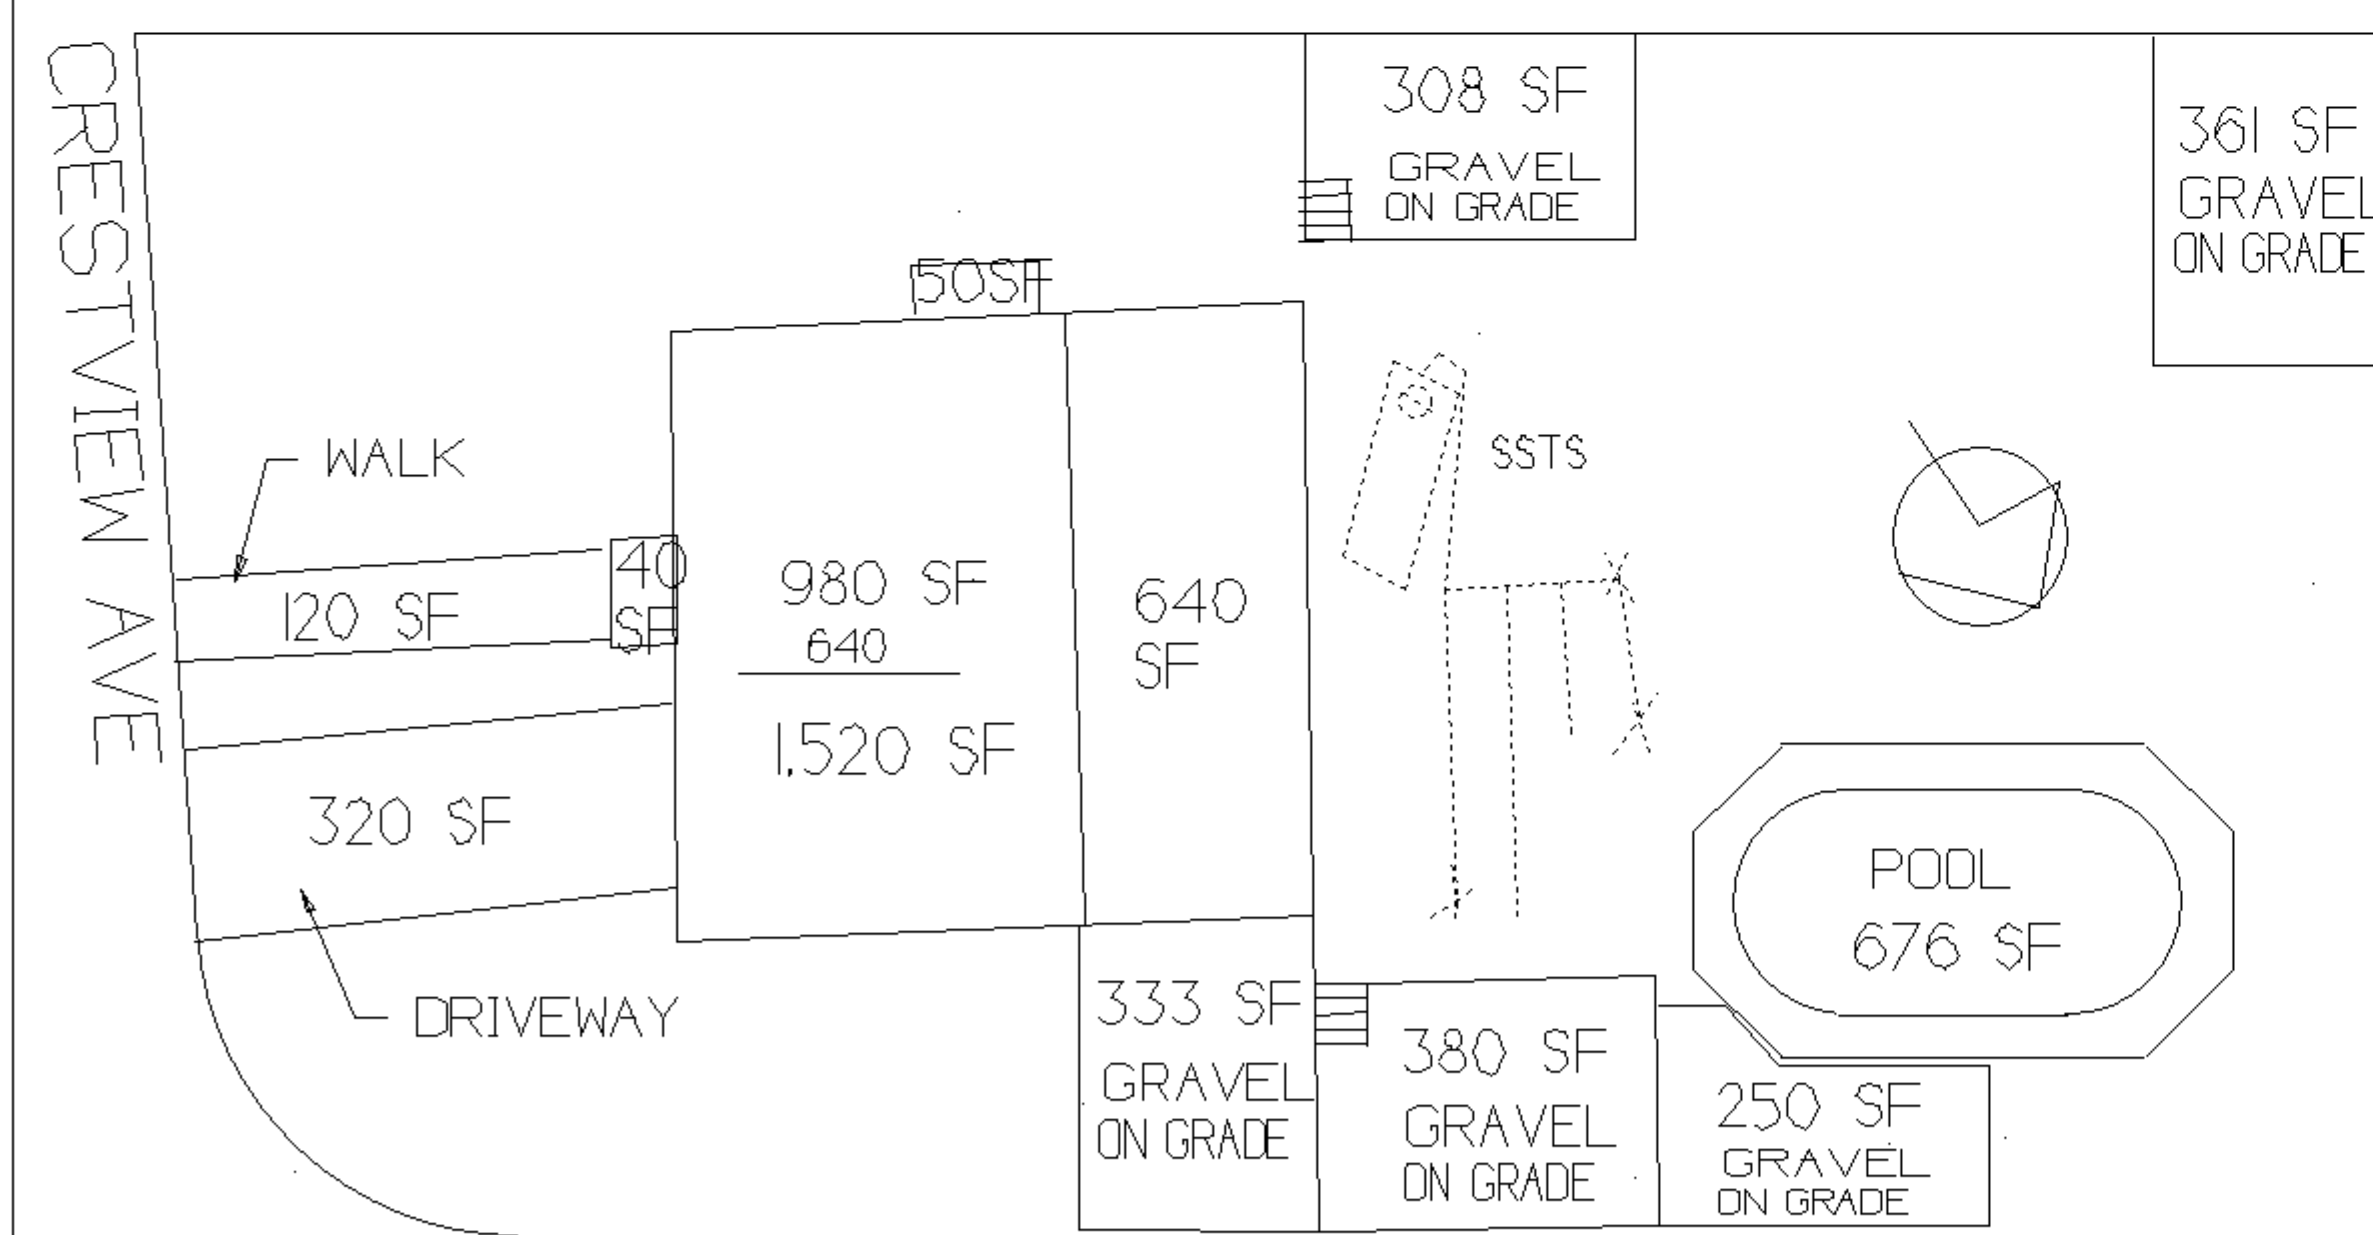 CRESTVIEW AVE
308 SF
GRAVEL
ON GRADE
361 SF
GRAVEL
ON GRADE
50SF
WALK
SSTS
40
SF
120 SF
980 SF
640
1,520 SF
640
SF
320 SF
POOL
676 SF
DRIVEWAY
333 SF
GRAVEL
ON GRADE
380 SF
GRAVEL
ON GRADE
250 SF
GRAVEL
ON GRADE